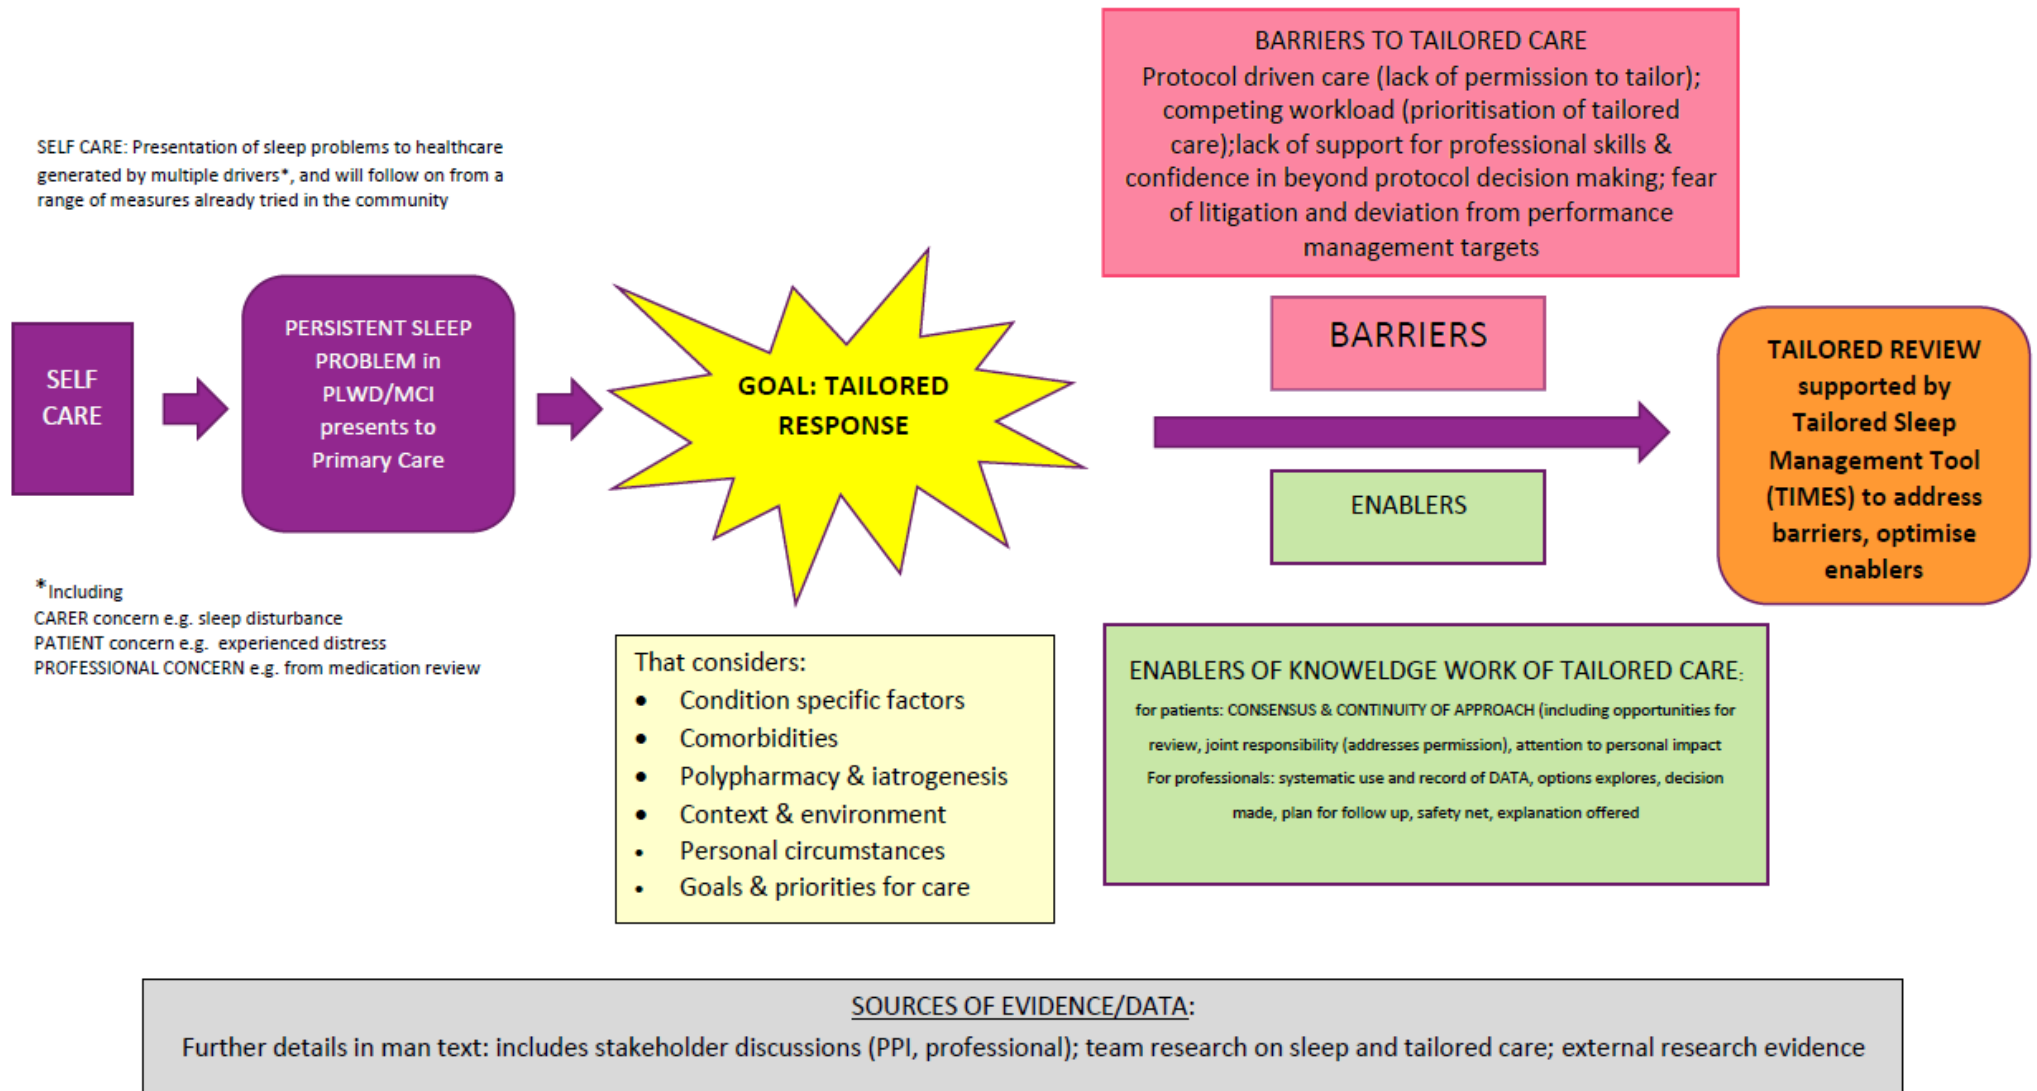 SELF CARE: Presentation of sleep problems to healthcare
generated by multiple drivers*, and will follow on from a
range of measures already tried in the community
SELF
CARE
PERSISTENT SLEEP
PROBLEM in
PLWD/MCI
presents to
Primary Care
*Including
CARER concern e.g. sleep disturbance
PATIENT concern e.g. experienced distress
PROFESSIONAL CONCERN e.g. from medication review
GOAL: TAILORED
RESPONSE
That considers:
• Condition specific factors
• Comorbidities
• Polypharmacy & iatrogenesis
• Context & environment
• Personal circumstances
• Goals & priorities for care
BARRIERS TO TAILORED CARE
Protocol driven care (lack of permission to tailor);
competing workload (prioritisation of tailored
care);lack of support for professional skills &
confidence in beyond protocol decision making; fear
of litigation and deviation from performance
management targets
BARRIERS
ENABLERS
ENABLERS OF KNOWELDGE WORK OF TAILORED CARE:
for patients: CONSENSUS & CONTINUITY OF APPROACH (including opportunities for
review, joint responsibility (addresses permission), attention to personal impact
For professionals: systematic use and record of DATA, options explores, decision
made, plan for follow up, safety net, explanation offered
TAILORED REVIEW
supported by
Tailored Sleep
Management Tool
(TIMES) to address
barriers, optimise
enablers
SOURCES OF EVIDENCE/DATA:
Further details in man text: includes stakeholder discussions (PPI, professional); team research on sleep and tailored care; external research evidence